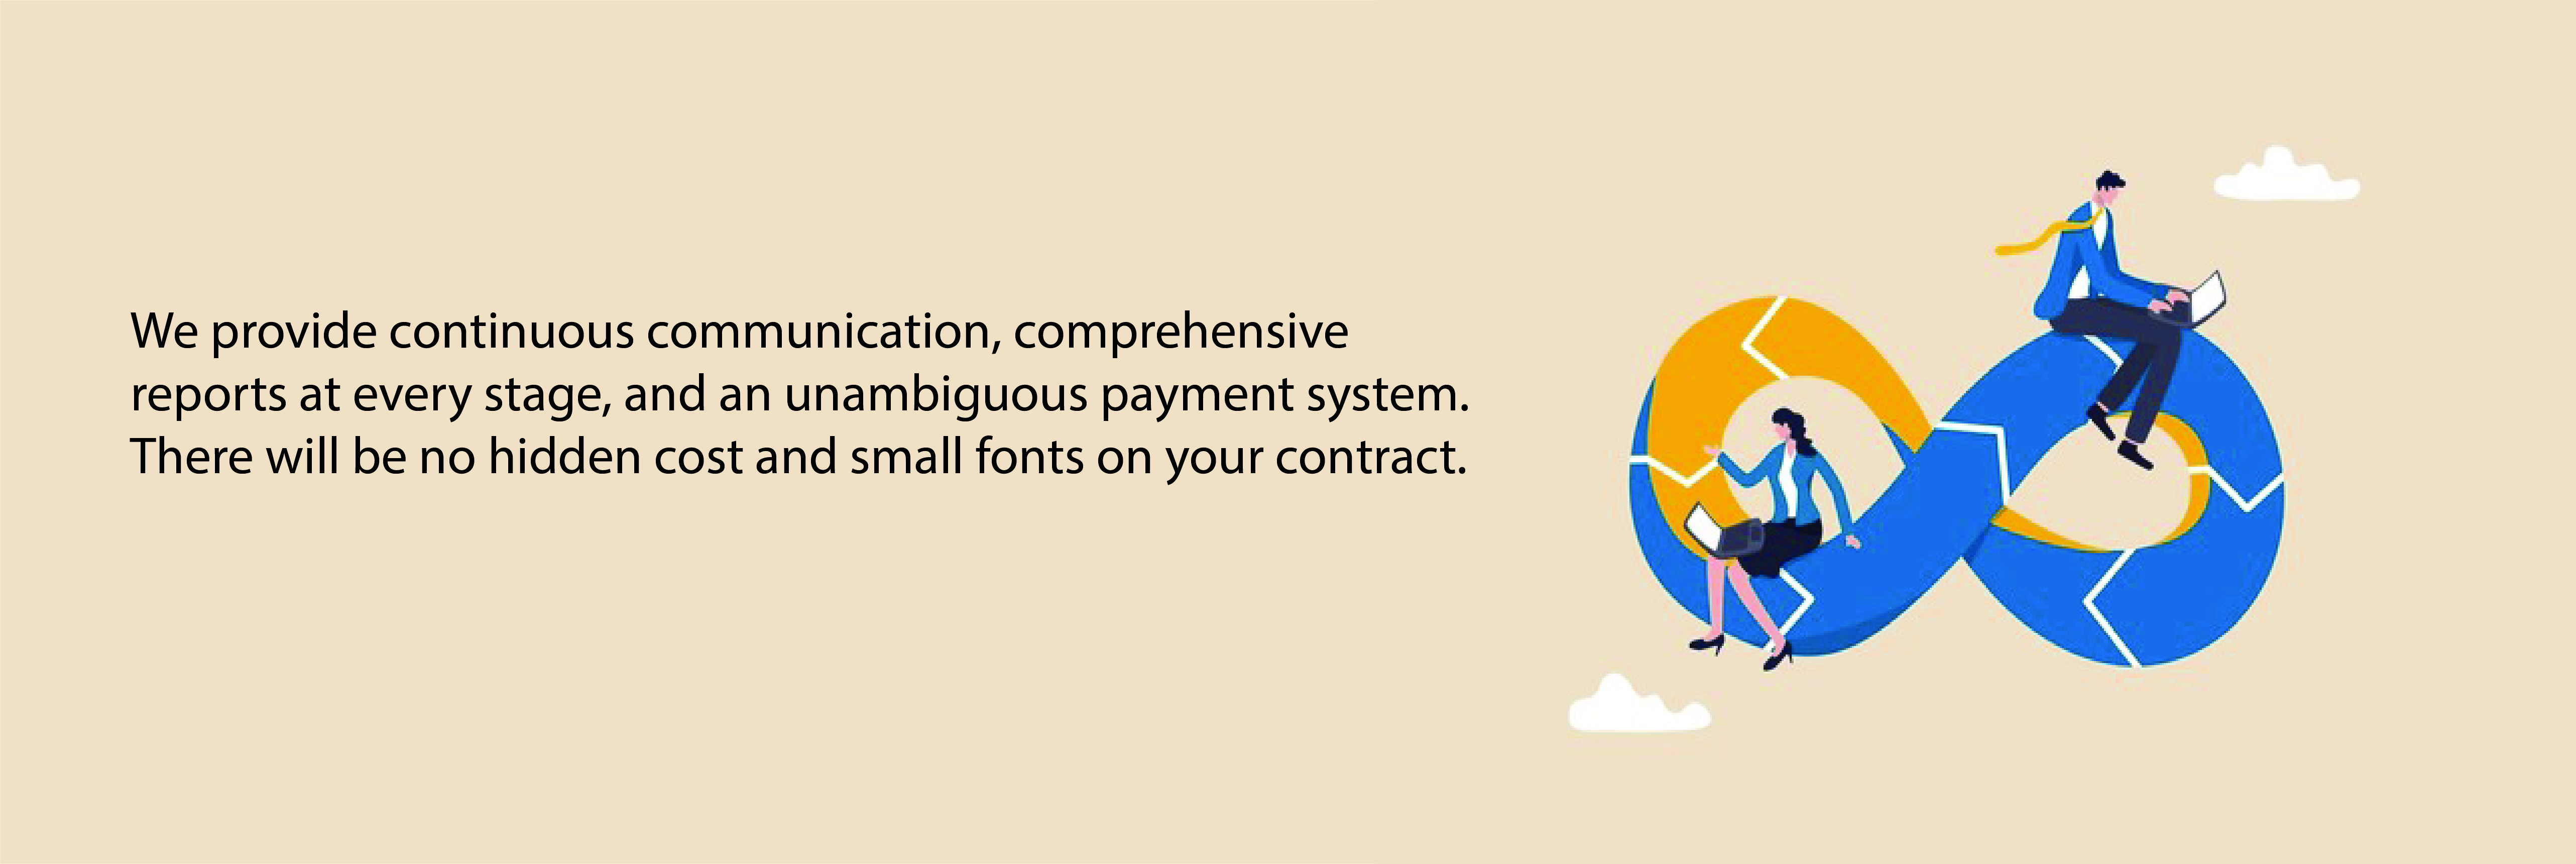 We provide continuous communication, comprehensive
reports at every stage, and an unambiguous payment system.
There will be no hidden cost and small fonts on your contract.